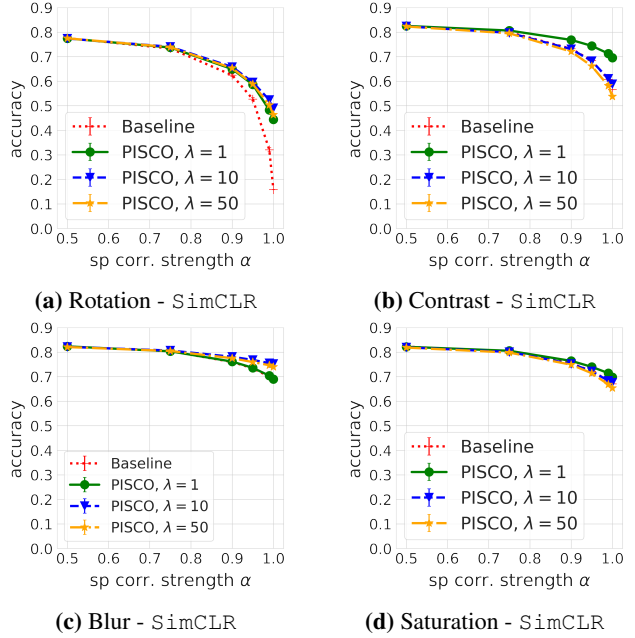 0.9
0.8
0.7
0.6
0.5
0.4
0.3
0.2
0.1
0.0
accuracy
Baseline
PISCO, λ = 1
PISCO, λ = 10
PISCO, λ = 50
0.5 0.6 0.7 0.8 0.9 1.0
sp corr. strength α
(a) Rotation - SimCLR
0.9
0.8
0.7
0.6
0.5
0.4
0.3
0.2
0.1
0.0
accuracy
Baseline
PISCO, λ = 1
PISCO, λ = 10
PISCO, λ = 50
0.5 0.6 0.7 0.8 0.9 1.0
sp corr. strength α
(b) Contrast - SimCLR
0.9
0.8
0.7
0.6
0.5
0.4
0.3
0.2
0.1
0.0
accuracy
Baseline
PISCO, λ = 1
PISCO, λ = 10
PISCO, λ = 50
0.5 0.6 0.7 0.8 0.9 1.0
sp corr. strength α
(c) Blur - SimCLR
0.9
0.8
0.7
0.6
0.5
0.4
0.3
0.2
0.1
0.0
accuracy
Baseline
PISCO, λ = 1
PISCO, λ = 10
PISCO, λ = 50
0.5 0.6 0.7 0.8 0.9 1.0
sp corr. strength α
(d) Saturation - SimCLR